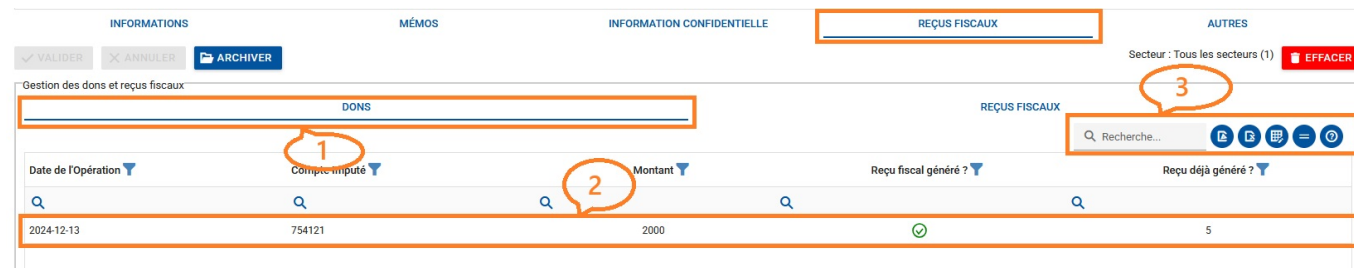 INFORMATIONS MÉMOS INFORMATION CONFIDENTIELLE REÇUS FISCAUX AUTRES
VALIDER ANNULER ARCHIVER Secteur : Tous les secteurs (1) EFFACER
Gestion des dons et reçus fiscaux
3
DONS REÇUS FISCAUX
Recherche...
1
Date de l'Opération Compte Imputé Montant Reçu fiscal généré ? Reçu déjà généré ?
2
2024-12-13 754121 2000 5